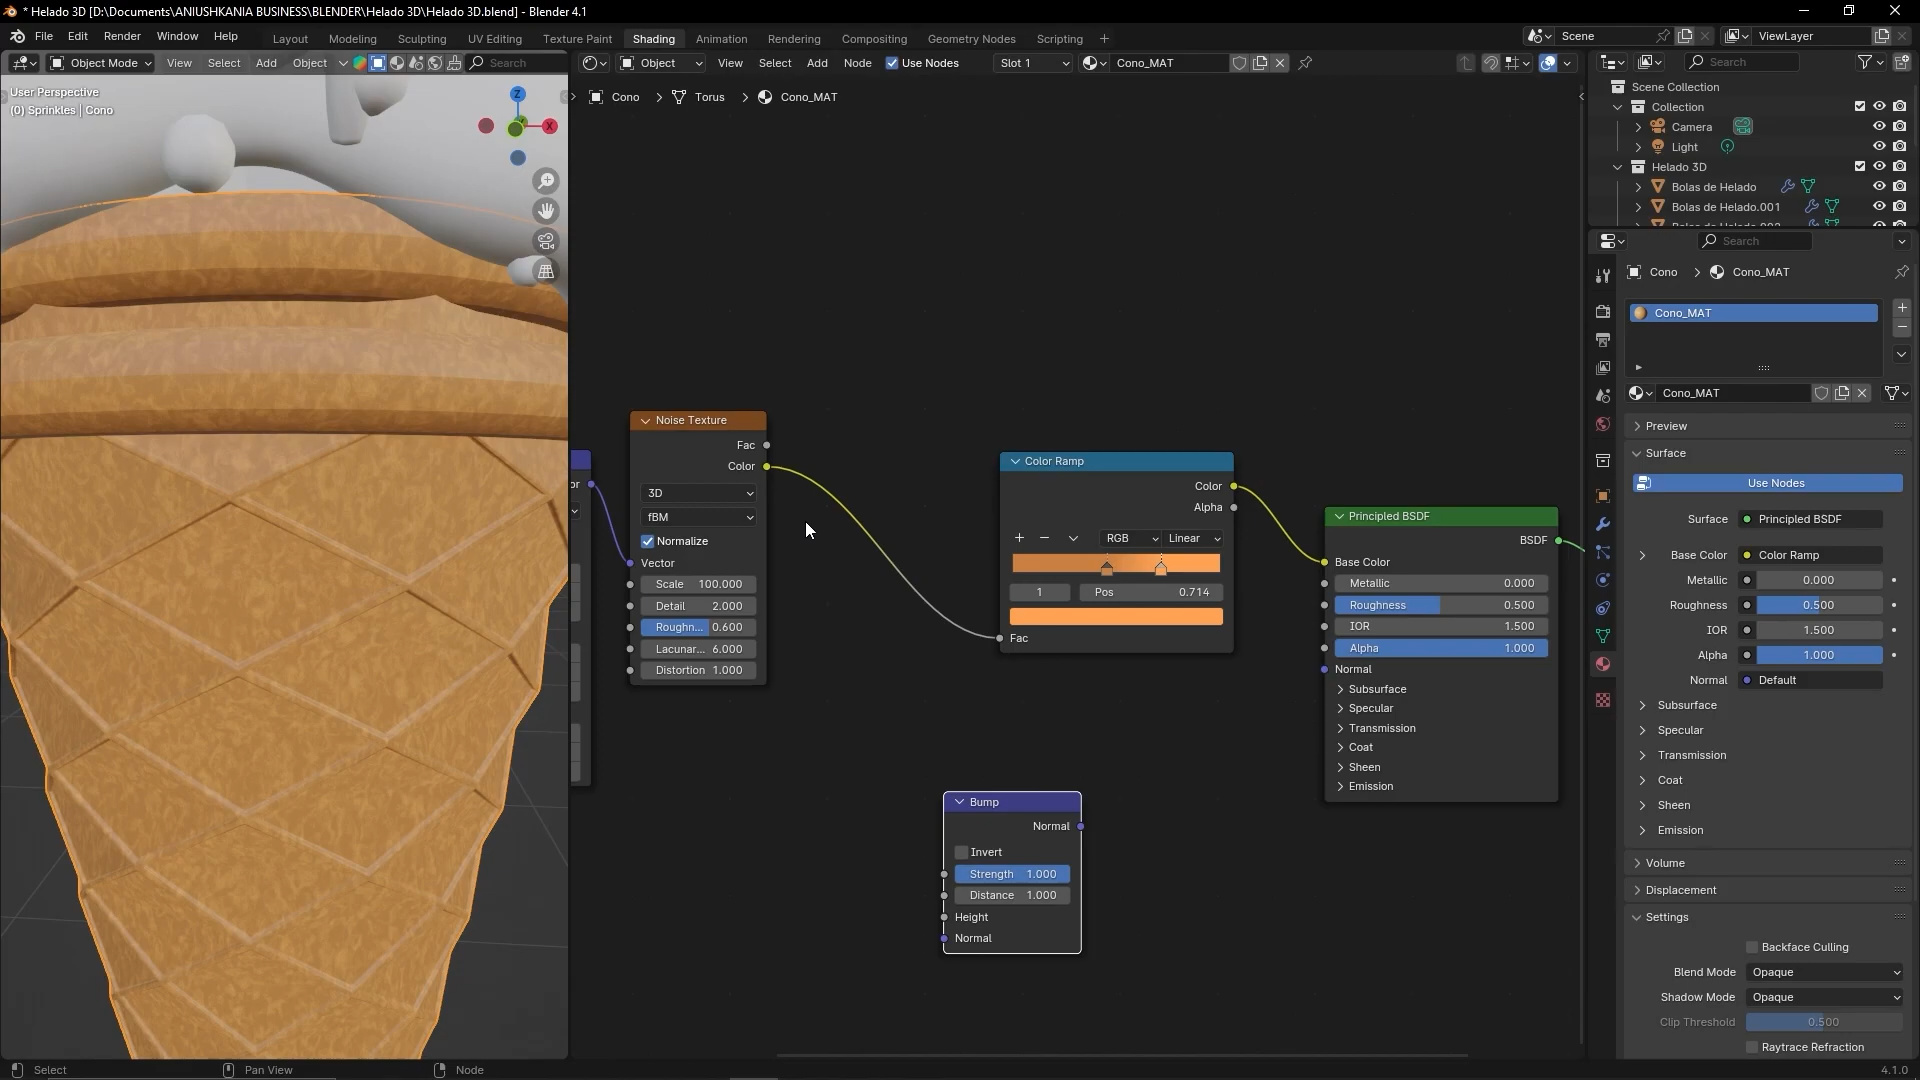 * Helado 3D [D:\Documents\ANIUSHKANIA BUSINESS\BLENDER\Helado 3D\Helado 3D.blend] - Blender 4.1
File Edit Render Window Help
Layout Modeling Sculpting UV Editing Texture Paint Shading Animation Rendering Compositing Geometry Nodes Scripting +
Scene ViewLayer
Object Mode View Select Add Object Search
Object View Select Add Node Use Nodes Slot 1 Cono_MAT
Search
User Perspective
(0) Sprinkles | Cono
Z
X
Cono > Torus > Cono_MAT
Scene Collection
Collection
Camera
Light
Helado 3D
Bolas de Helado
Bolas de Helado.001
Search
Cono > Cono_MAT
Cono_MAT
Cono_MAT
Preview
Surface
Use Nodes
Surface Principled BSDF
Base Color Color Ramp
Metallic 0.000
Roughness 0.500
IOR 1.500
Alpha 1.000
Normal Default
Subsurface
Specular
Transmission
Coat
Sheen
Emission
Volume
Displacement
Settings
Backface Culling
Blend Mode Opaque
Shadow Mode Opaque
Clip Threshold 0.500
Raytrace Refraction
or
Noise Texture
Fac
Color
3D
fBM
Normalize
Vector
Scale 100.000
Detail 2.000
Roughn... 0.600
Lacunar... 6.000
Distortion 1.000
Color Ramp
Color
Alpha
+ − RGB Linear
1 Pos 0.714
Fac
Principled BSDF
BSDF
Base Color
Metallic 0.000
Roughness 0.500
IOR 1.500
Alpha 1.000
Normal
Subsurface
Specular
Transmission
Coat
Sheen
Emission
Bump
Normal
Invert
Strength 1.000
Distance 1.000
Height
Normal
Select Pan View Node 4.1.0